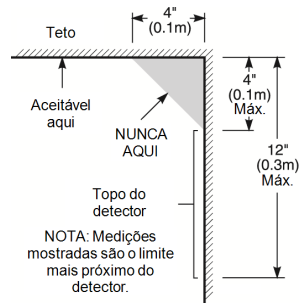 4"
(0.1m)
Teto
Aceitável
aqui
NUNCA
AQUI
4"
(0.1m)
Máx.
12"
(0.3m)
Máx.
Topo do
detector
NOTA: Medições
mostradas são o limite
mais próximo do
detector.